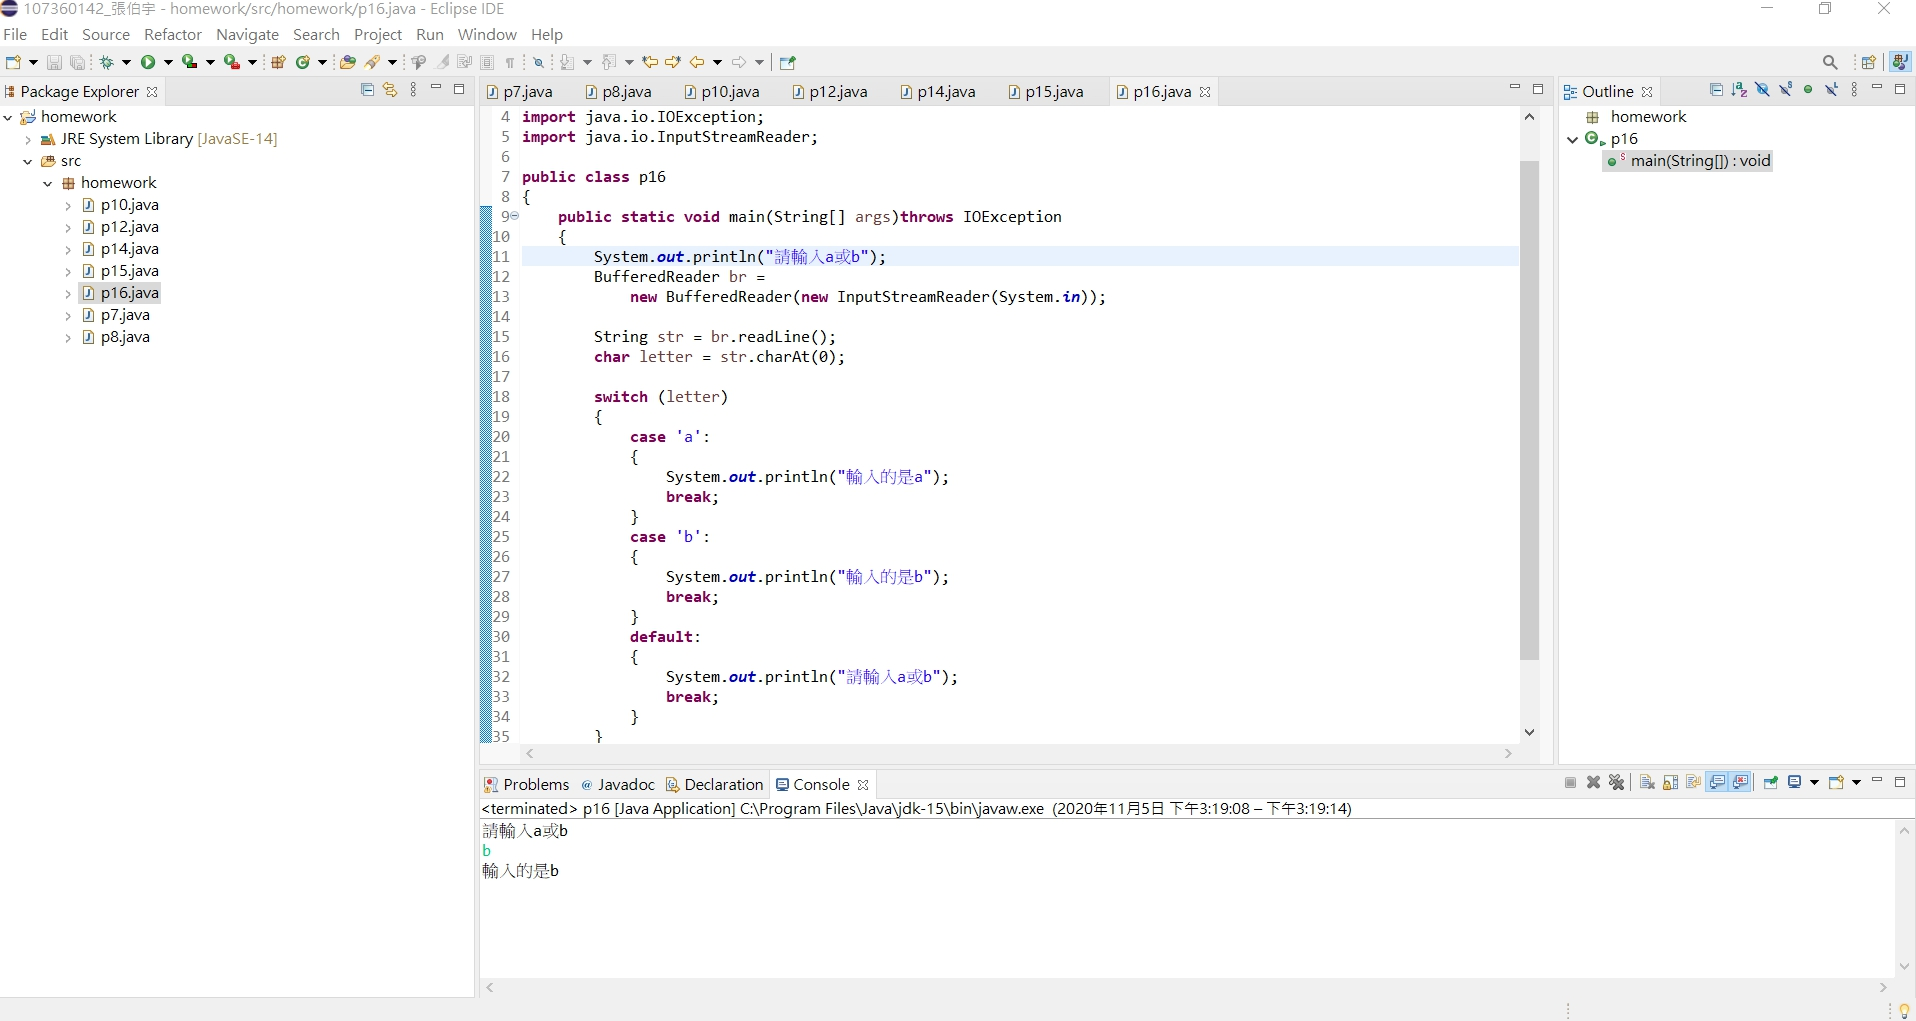 107360142_張伯宇 - homework/src/homework/p16.java - Eclipse IDE
File Edit Source Refactor Navigate Search Project Run Window Help
Package Explorer
homework
JRE System Library [JavaSE-14]
src
homework
p10.java
p12.java
p14.java
p15.java
p16.java
p7.java
p8.java
p7.java p8.java p10.java p12.java p14.java p15.java p16.java
4 import java.io.IOException;
5 import java.io.InputStreamReader;
6
7 public class p16
8 {
9 public static void main(String[] args)throws IOException
10 {
11 System.out.println("請輸入a或b");
12 BufferedReader br =
13 new BufferedReader(new InputStreamReader(System.in));
14
15 String str = br.readLine();
16 char letter = str.charAt(0);
17
18 switch (letter)
19 {
20 case 'a':
21 {
22 System.out.println("輸入的是a");
23 break;
24 }
25 case 'b':
26 {
27 System.out.println("輸入的是b");
28 break;
29 }
30 default:
31 {
32 System.out.println("請輸入a或b");
33 break;
34 }
35 }
Outline
homework
p16
main(String[]) : void
Problems @ Javadoc Declaration Console
<terminated> p16 [Java Application] C:\Program Files\Java\jdk-15\bin\javaw.exe (2020年11月5日 下午3:19:08 – 下午3:19:14)
請輸入a或b
b
輸入的是b